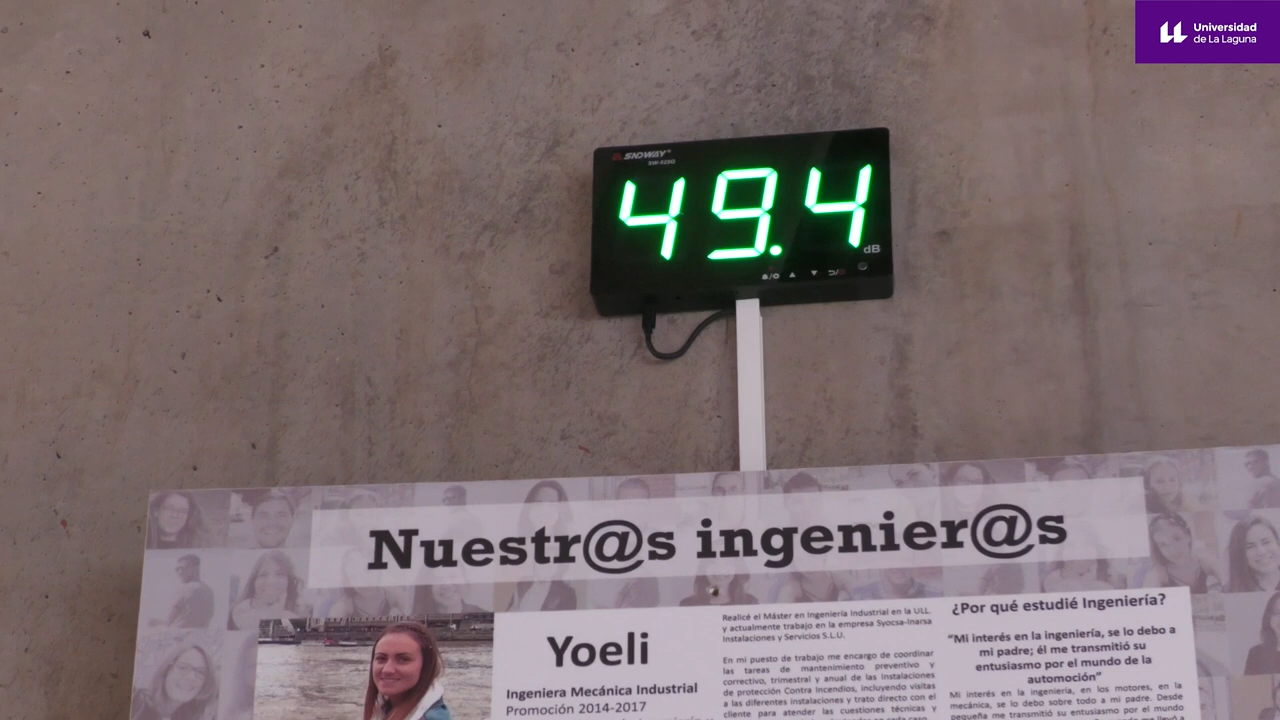 Universidad
de La Laguna
SNDWAY
49.4
dB
Nuestr@s ingenier@s
Yoeli
Ingeniera Mecánica Industrial
Promoción 2014-2017
Realicé el Máster en Ingeniería Industrial en la ULL
y actualmente trabajo en la empresa Syocsa-Inarsa
Instalaciones y Servicios S.L.U.
En mi puesto de trabajo me encargo de coordinar
las tareas de mantenimiento preventivo y
correctivo, trimestral y anual de las Instalaciones
de protección Contra Incendios, incluyendo visitas
a las diferentes instalaciones y trato directo con el
cliente para atender las cuestiones técnicas y
¿Por qué estudié Ingeniería?
"Mi interés en la ingeniería, se lo debo a
mi padre; él me transmitió su
entusiasmo por el mundo de la
automoción"
Mi interés en la ingeniería, en los motores, en la
mecánica, se lo debo sobre todo a mi padre. Desde
pequeña me transmitió su entusiasmo por el mundo